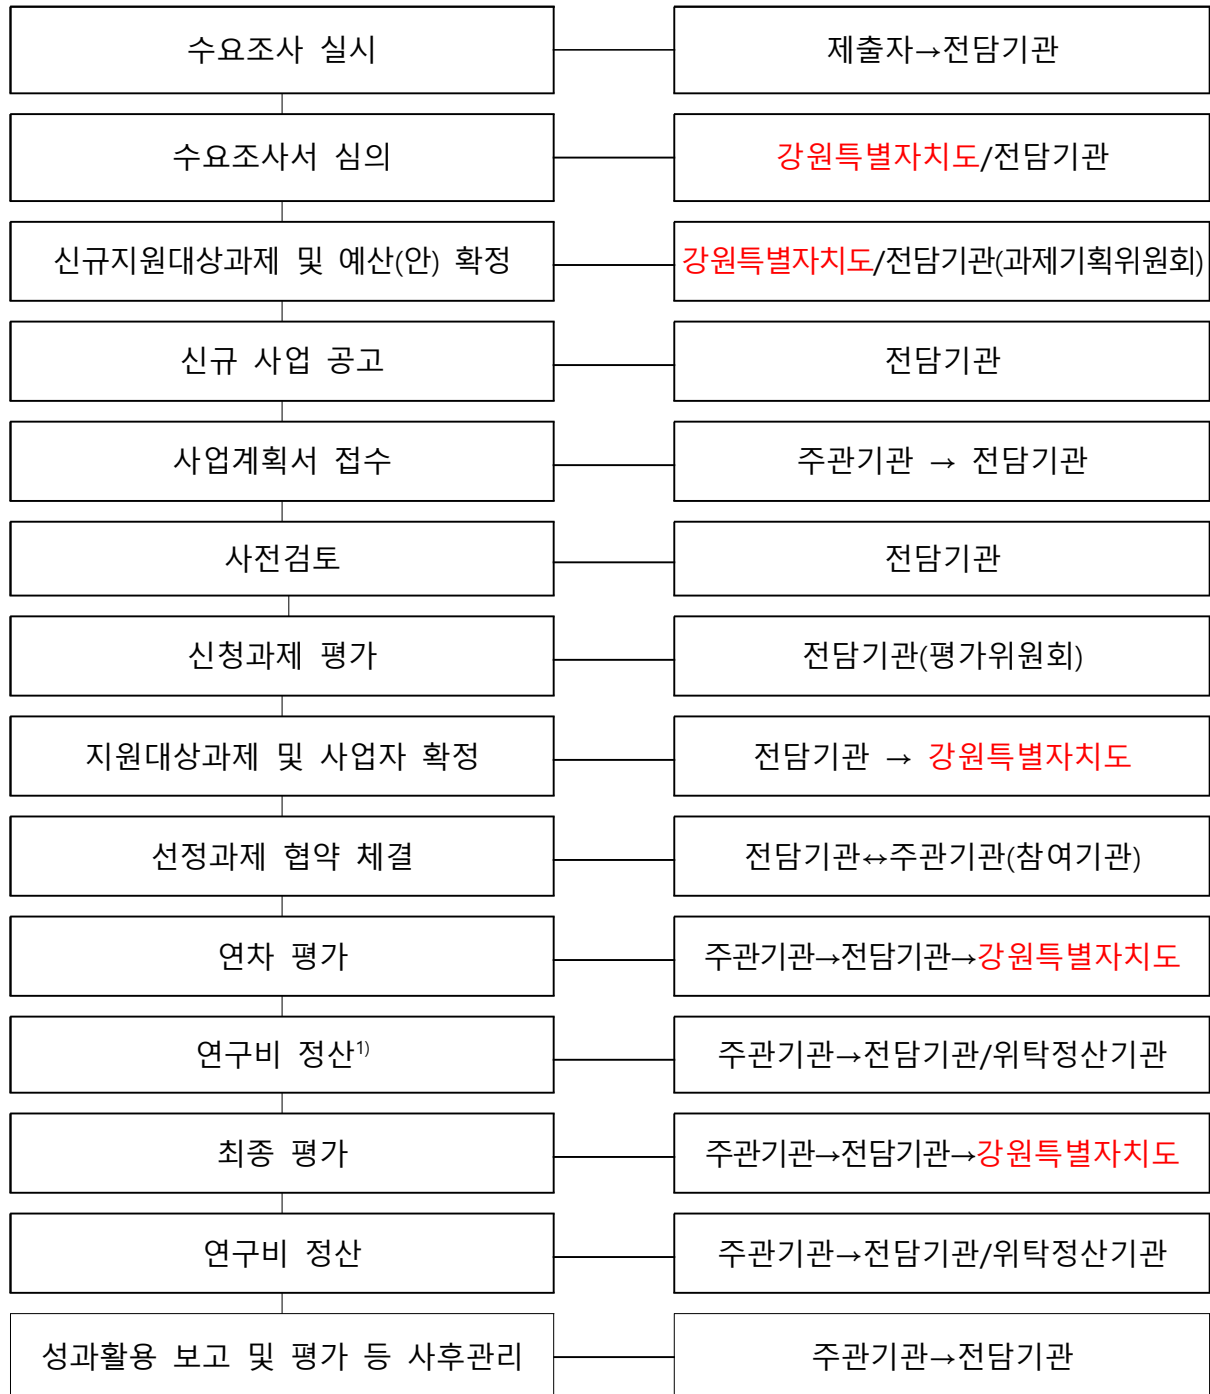 수요조사 실시
제출자→전담기관
수요조사서 심의
강원특별자치도/전담기관
신규지원대상과제 및 예산(안) 확정
강원특별자치도/전담기관(과제기획위원회)
신규 사업 공고
전담기관
사업계획서 접수
주관기관 → 전담기관
사전검토
전담기관
신청과제 평가
전담기관(평가위원회)
지원대상과제 및 사업자 확정
전담기관 → 강원특별자치도
선정과제 협약 체결
전담기관↔주관기관(참여기관)
연차 평가
주관기관→전담기관→강원특별자치도
연구비 정산1)
주관기관→전담기관/위탁정산기관
최종 평가
주관기관→전담기관→강원특별자치도
연구비 정산
주관기관→전담기관/위탁정산기관
성과활용 보고 및 평가 등 사후관리
주관기관→전담기관